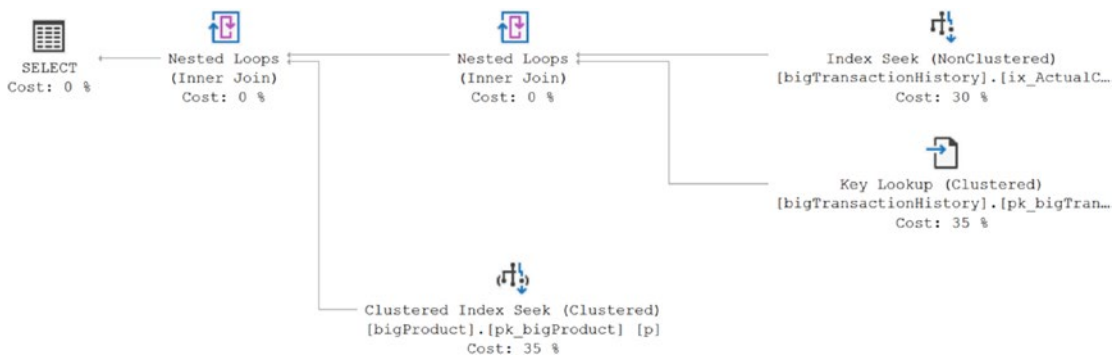 SELECT
Cost: 0 %
Nested Loops
(Inner Join)
Cost: 0 %
Nested Loops
(Inner Join)
Cost: 0 %
Index Seek (NonClustered)
[bigTransactionHistory].[ix_ActualC…
Cost: 30 %
Key Lookup (Clustered)
[bigTransactionHistory].[pk_bigTran…
Cost: 35 %
Clustered Index Seek (Clustered)
[bigProduct].[pk_bigProduct] [p]
Cost: 35 %